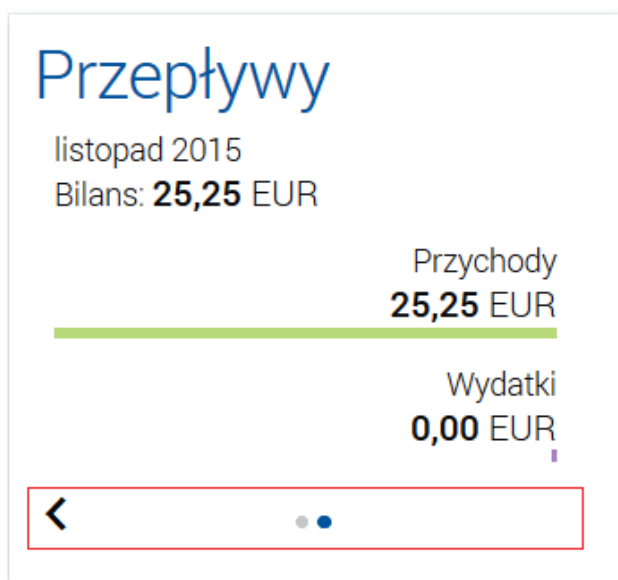 Przepływy
listopad 2015
Bilans: 25,25 EUR
Przychody
25,25 EUR
Wydatki
0,00 EUR